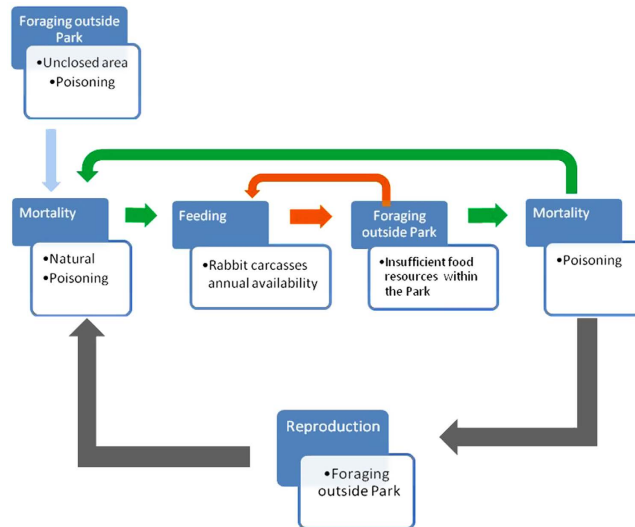 Foraging outside
Park
•Unclosed area
•Poisoning
Mortality
•Natural
•Poisoning
Feeding
•Rabbit carcasses
annual availability
Foraging
outside Park
•Insufficient food
resources within
the Park
Mortality
•Poisoning
Reproduction
•Foraging
outside Park